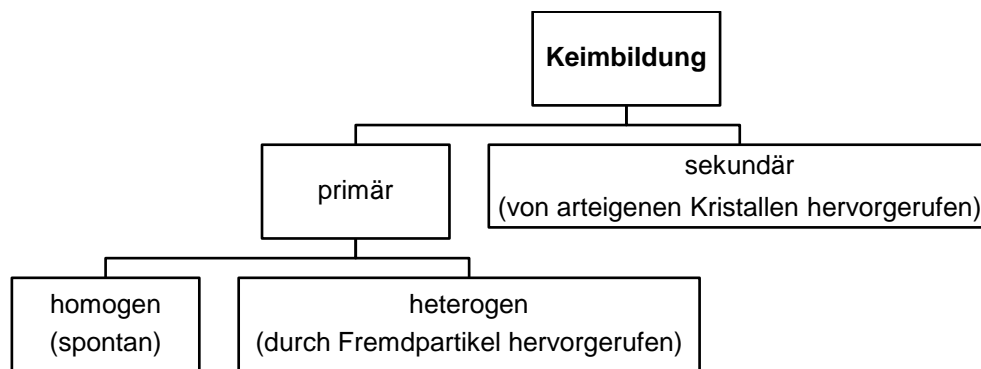 Keimbildung
primär
sekundär
(von arteigenen Kristallen hervorgerufen)
homogen
(spontan)
heterogen
(durch Fremdpartikel hervorgerufen)